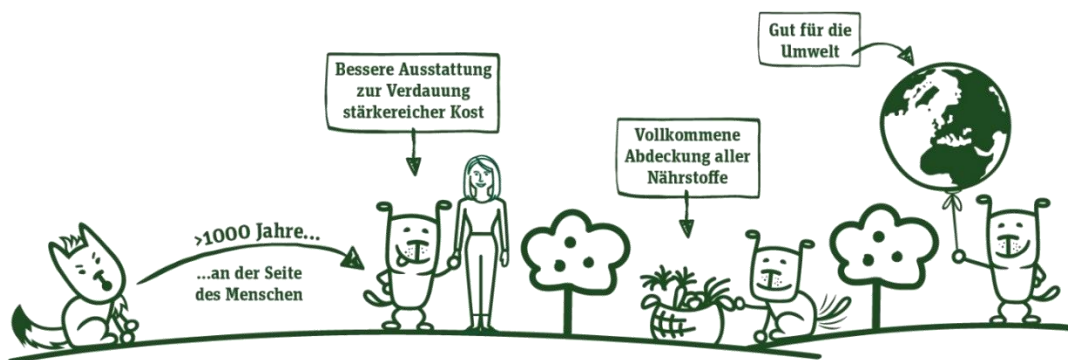 >1000 Jahre...
...an der Seite
des Menschen
Bessere Ausstattung
zur Verdauung
stärkereicher Kost
Vollkommene
Abdeckung aller
Nährstoffe
Gut für die
Umwelt